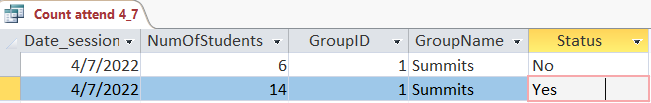 Count attend 4_7
Date_session NumOfStudents GroupID GroupName Status
4/7/2022 6 1 Summits No
4/7/2022 14 1 Summits Yes